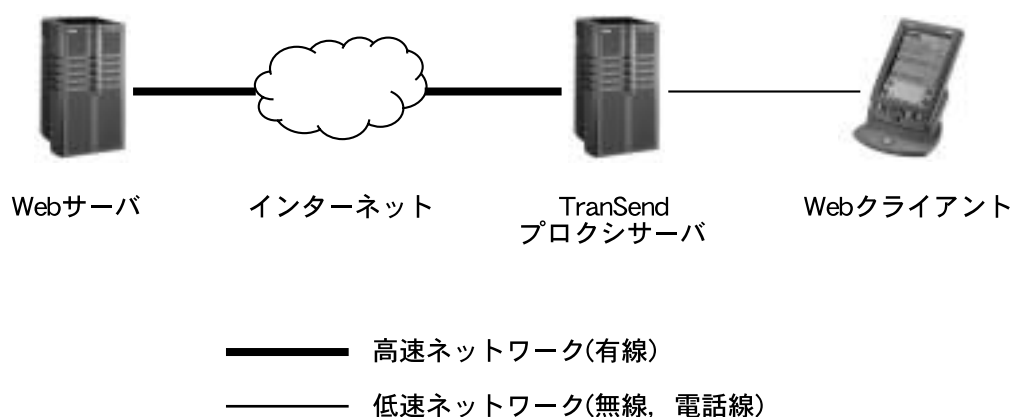 Webサーバ
インターネット
TranSend
プロクシサーバ
Webクライアント
高速ネットワーク(有線)
低速ネットワーク(無線，電話線)